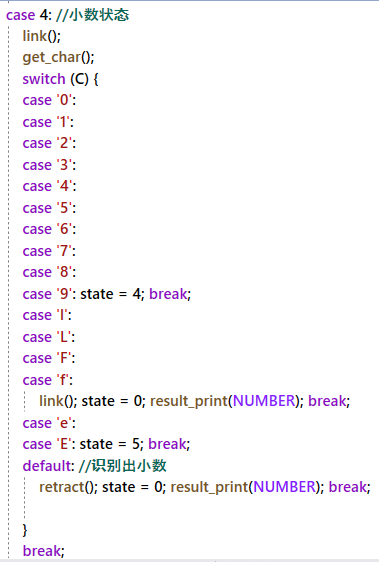 case 4: //小数状态
link();
get_char();
switch (C) {
case '0':
case '1':
case '2':
case '3':
case '4':
case '5':
case '6':
case '7':
case '8':
case '9': state = 4; break;
case 'l':
case 'L':
case 'F':
case 'f':
link(); state = 0; result_print(NUMBER); break;
case 'e':
case 'E': state = 5; break;
default: //识别出小数
retract(); state = 0; result_print(NUMBER); break;
}
break;